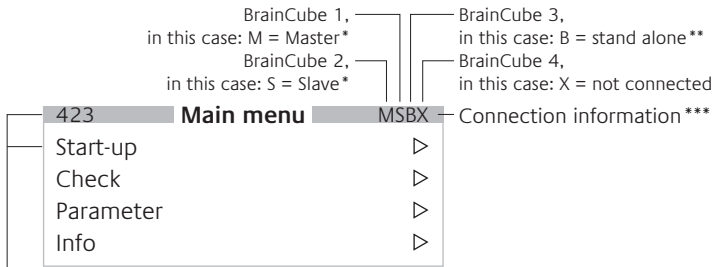 BrainCube 1,
in this case: M = Master*
BrainCube 2,
in this case: S = Slave*
BrainCube 3,
in this case: B = stand alone**
BrainCube 4,
in this case: X = not connected
423 Main menu MSBX
Connection information***
Start-up
Check
Parameter
Info